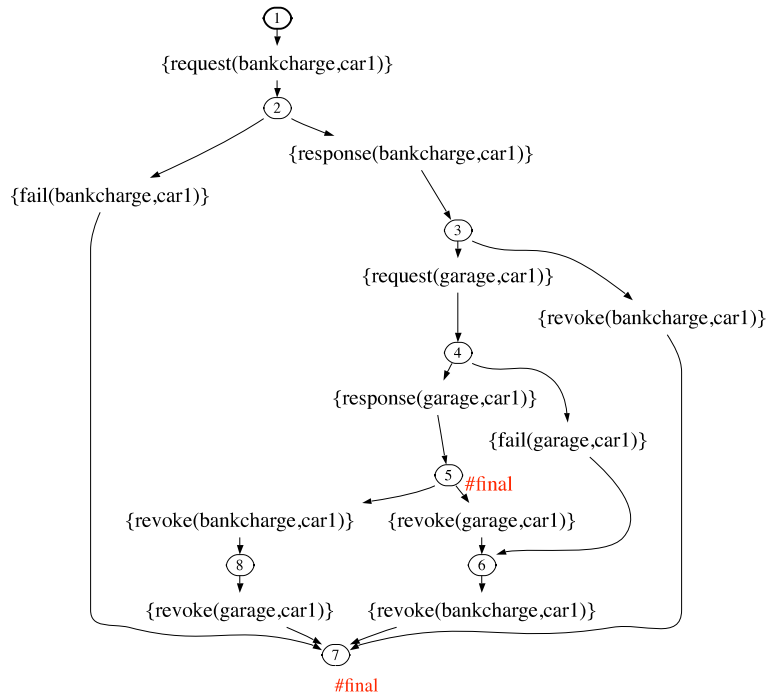 1
{request(bankcharge,car1)}
2
{response(bankcharge,car1)}
{fail(bankcharge,car1)}
3
{request(garage,car1)}
{revoke(bankcharge,car1)}
4
{response(garage,car1)}
{fail(garage,car1)}
5
#final
{revoke(bankcharge,car1)}
{revoke(garage,car1)}
8
6
{revoke(garage,car1)}
{revoke(bankcharge,car1)}
7
#final